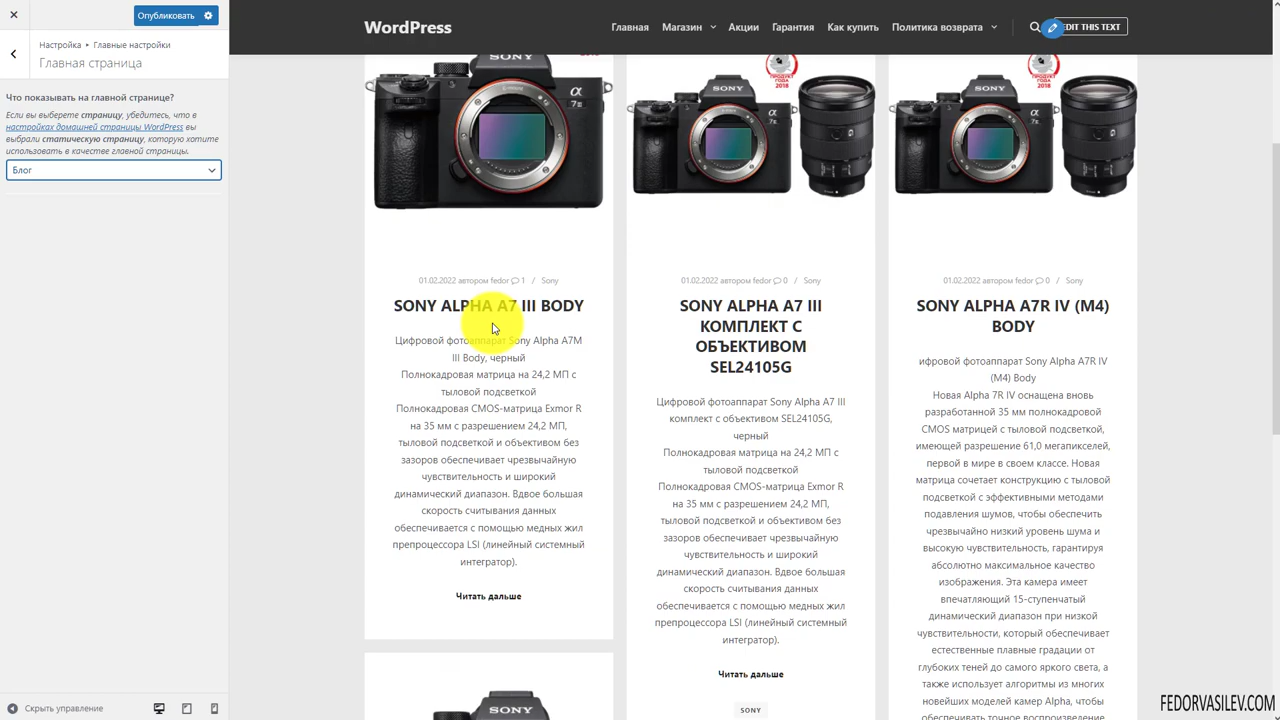 Опубликовать
Настройка ▸ Главные настройки
Главная страница
Что показывать на главной странице?
Если вы выберете страницу, убедитесь, что в
настройках домашней страницы WordPress вы
выбрали статическую страницу, которую хотите
использовать в качестве главной страницы.
Блог
Скрыть управление
WordPress
Главная
Магазин
Акции
Гарантия
Как купить
Политика возврата
EDIT THIS TEXT
SONY
α
7 III
01.02.2022 автором fedor 1 / Sony
SONY ALPHA A7 III BODY
Цифровой фотоаппарат Sony Alpha A7M
III Body, черный
Полнокадровая матрица на 24,2 МП с
тыловой подсветкой
Полнокадровая CMOS-матрица Exmor R
на 35 мм с разрешением 24,2 МП,
тыловой подсветкой и объективом без
зазоров обеспечивает чрезвычайную
чувствительность и широкий
динамический диапазон. Вдвое большая
скорость считывания данных
обеспечивается с помощью медных жил
препроцессора LSI (линейный системный
интегратор).
Читать дальше
ПРОДУКТ
ГОДА
2018
SONY
α
01.02.2022 автором fedor 0 / Sony
SONY ALPHA A7 III
КОМПЛЕКТ С
ОБЪЕКТИВОМ
SEL24105G
Цифровой фотоаппарат Sony Alpha A7 III
комплект с объективом SEL24105G,
черный
Полнокадровая матрица на 24,2 МП с
тыловой подсветкой
Полнокадровая CMOS-матрица Exmor R
на 35 мм с разрешением 24,2 МП,
тыловой подсветкой и объективом без
зазоров обеспечивает чрезвычайную
чувствительность и широкий
динамический диапазон. Вдвое большая
скорость считывания данных
обеспечивается с помощью медных жил
препроцессора LSI (линейный системный
интегратор).
Читать дальше
SONY
ПРОДУКТ
ГОДА
2018
SONY
α
01.02.2022 автором fedor 0 / Sony
SONY ALPHA A7R IV (M4)
BODY
ифровой фотоаппарат Sony Alpha A7R IV
(M4) Body
Новая Alpha 7R IV оснащена вновь
разработанной 35 мм полнокадровой
CMOS матрицей с тыловой подсветкой,
имеющей разрешение 61,0 мегапикселей,
первой в мире в своем классе. Новая
матрица сочетает конструкцию с тыловой
подсветкой с эффективными методами
подавления шумов, чтобы обеспечить
чрезвычайно низкий уровень шума и
высокую чувствительность, гарантируя
абсолютно максимальное качество
изображения. Эта камера имеет
впечатляющий 15-ступенчатый
динамический диапазон при низкой
чувствительности, который обеспечивает
естественные плавные градации от
глубоких теней до самого яркого света, а
также использует алгоритмы из многих
новейших моделей камер Alpha, чтобы
обеспечивать точное воспроизведение
SONY
FEDORVASILEV.COM